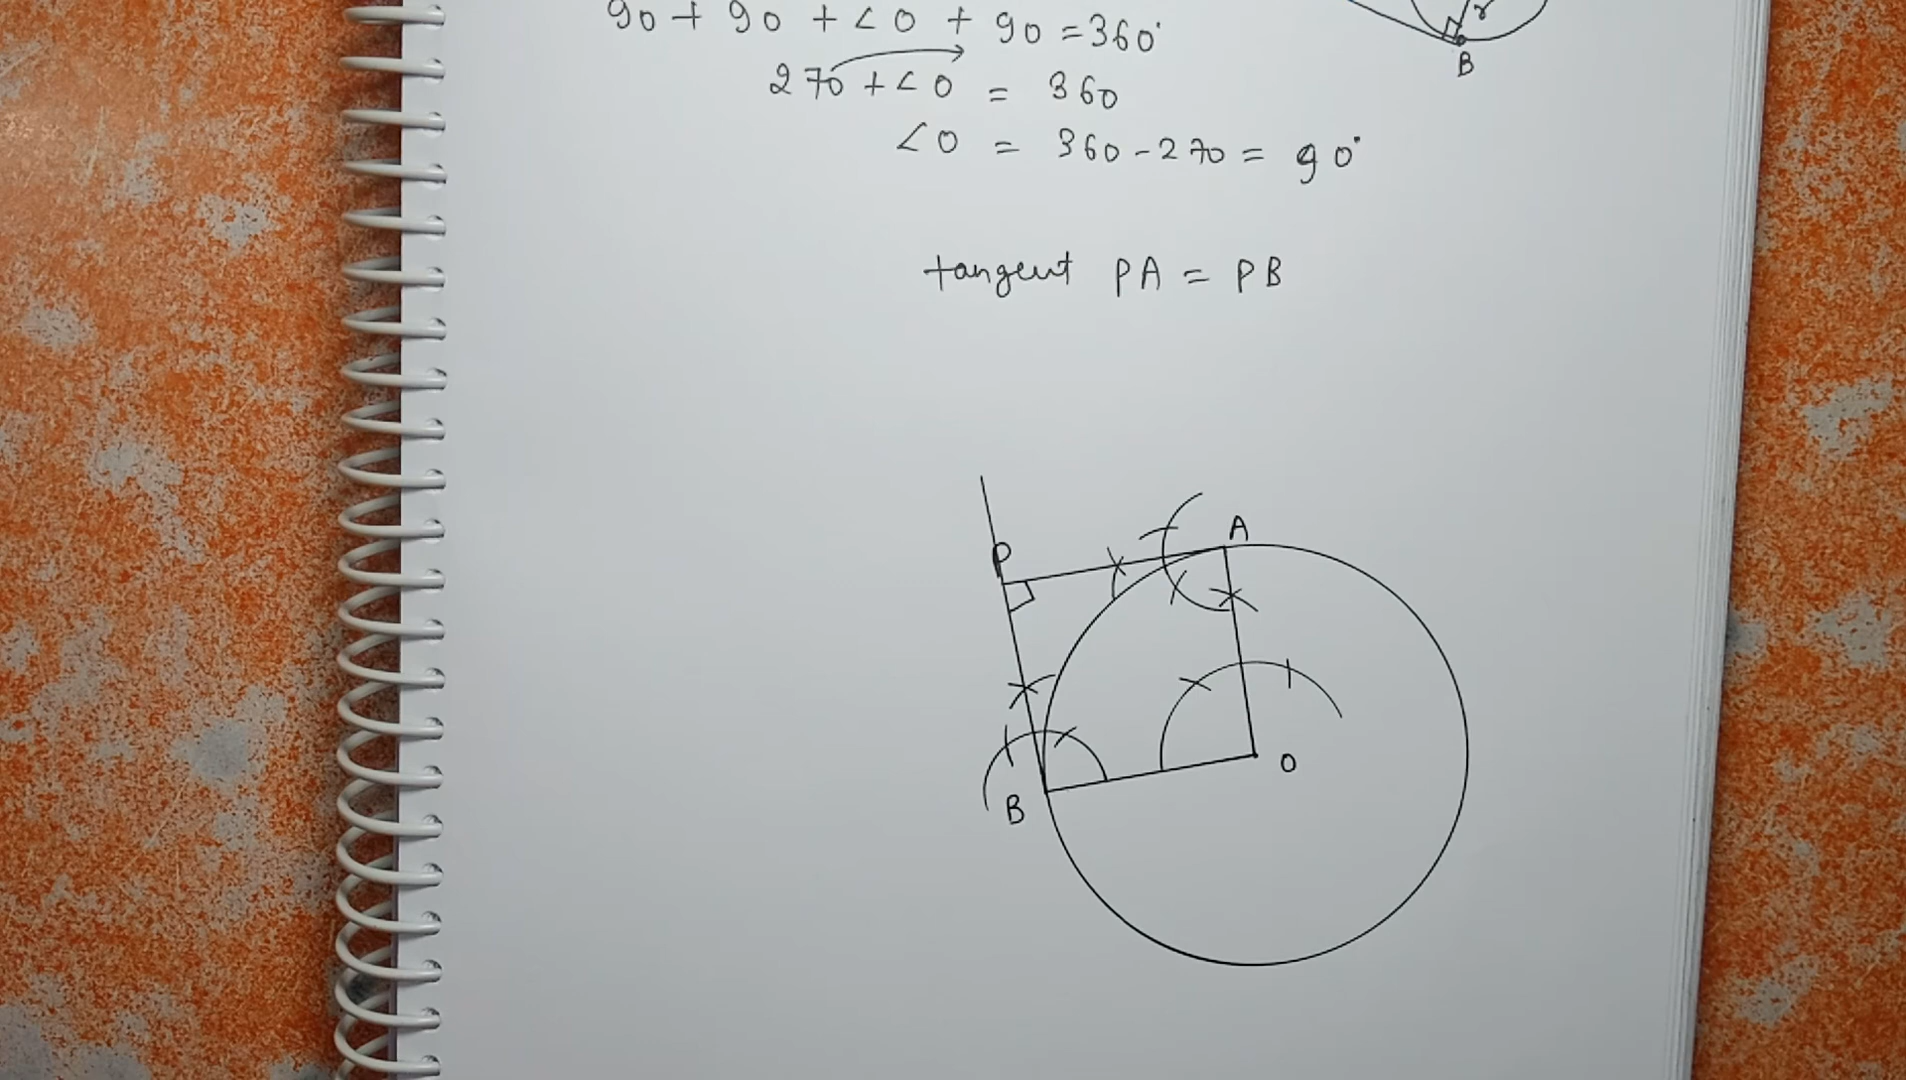 90 + 90 + ∠O + 90 = 360°
270 + ∠O = 360
∠O = 360 - 270 = 90°
r
B
tangent PA = PB
A
P
O
B